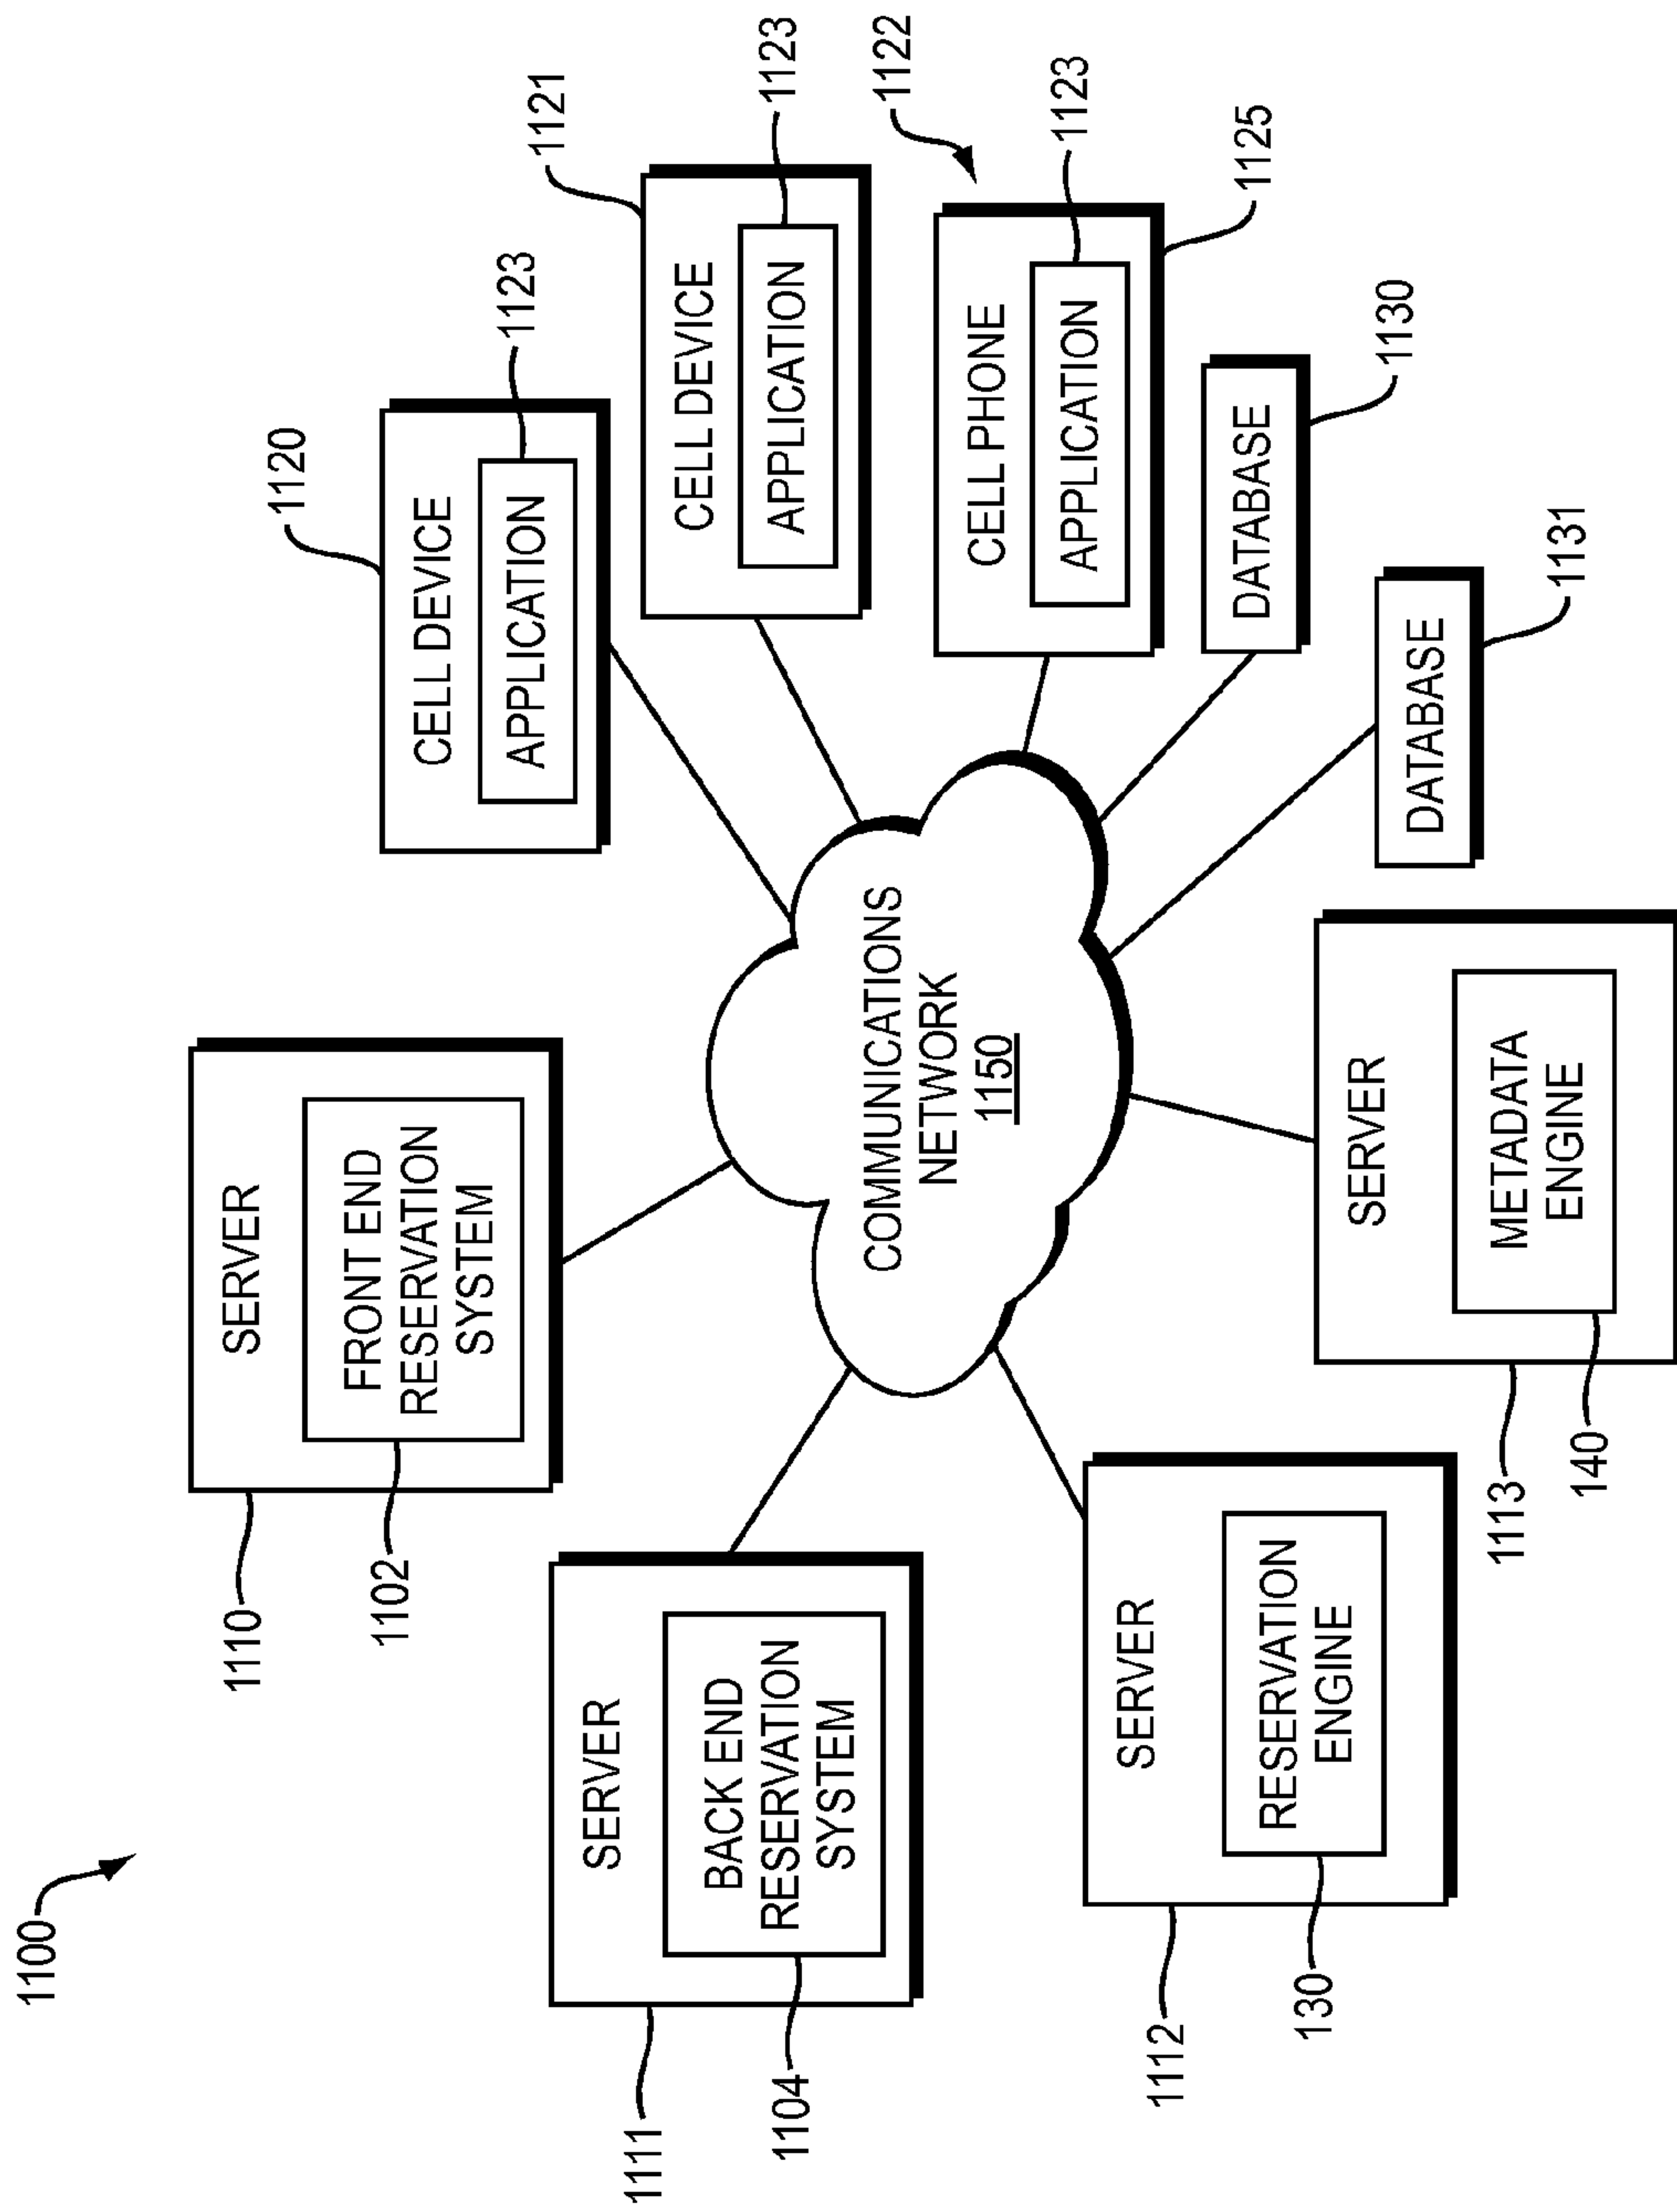 1100
1110
SERVER
FRONT END
RESERVATION
SYSTEM
1102
1120
CELL DEVICE
APPLICATION
1123
1121
CELL DEVICE
APPLICATION
1123
1122
CELL PHONE
APPLICATION
1123
1125
DATABASE
1130
DATABASE
1131
COMMUNICATIONS
NETWORK
1150
1111
SERVER
BACK END
RESERVATION
SYSTEM
1104
1112
SERVER
RESERVATION
ENGINE
130
1113
SERVER
METADATA
ENGINE
140